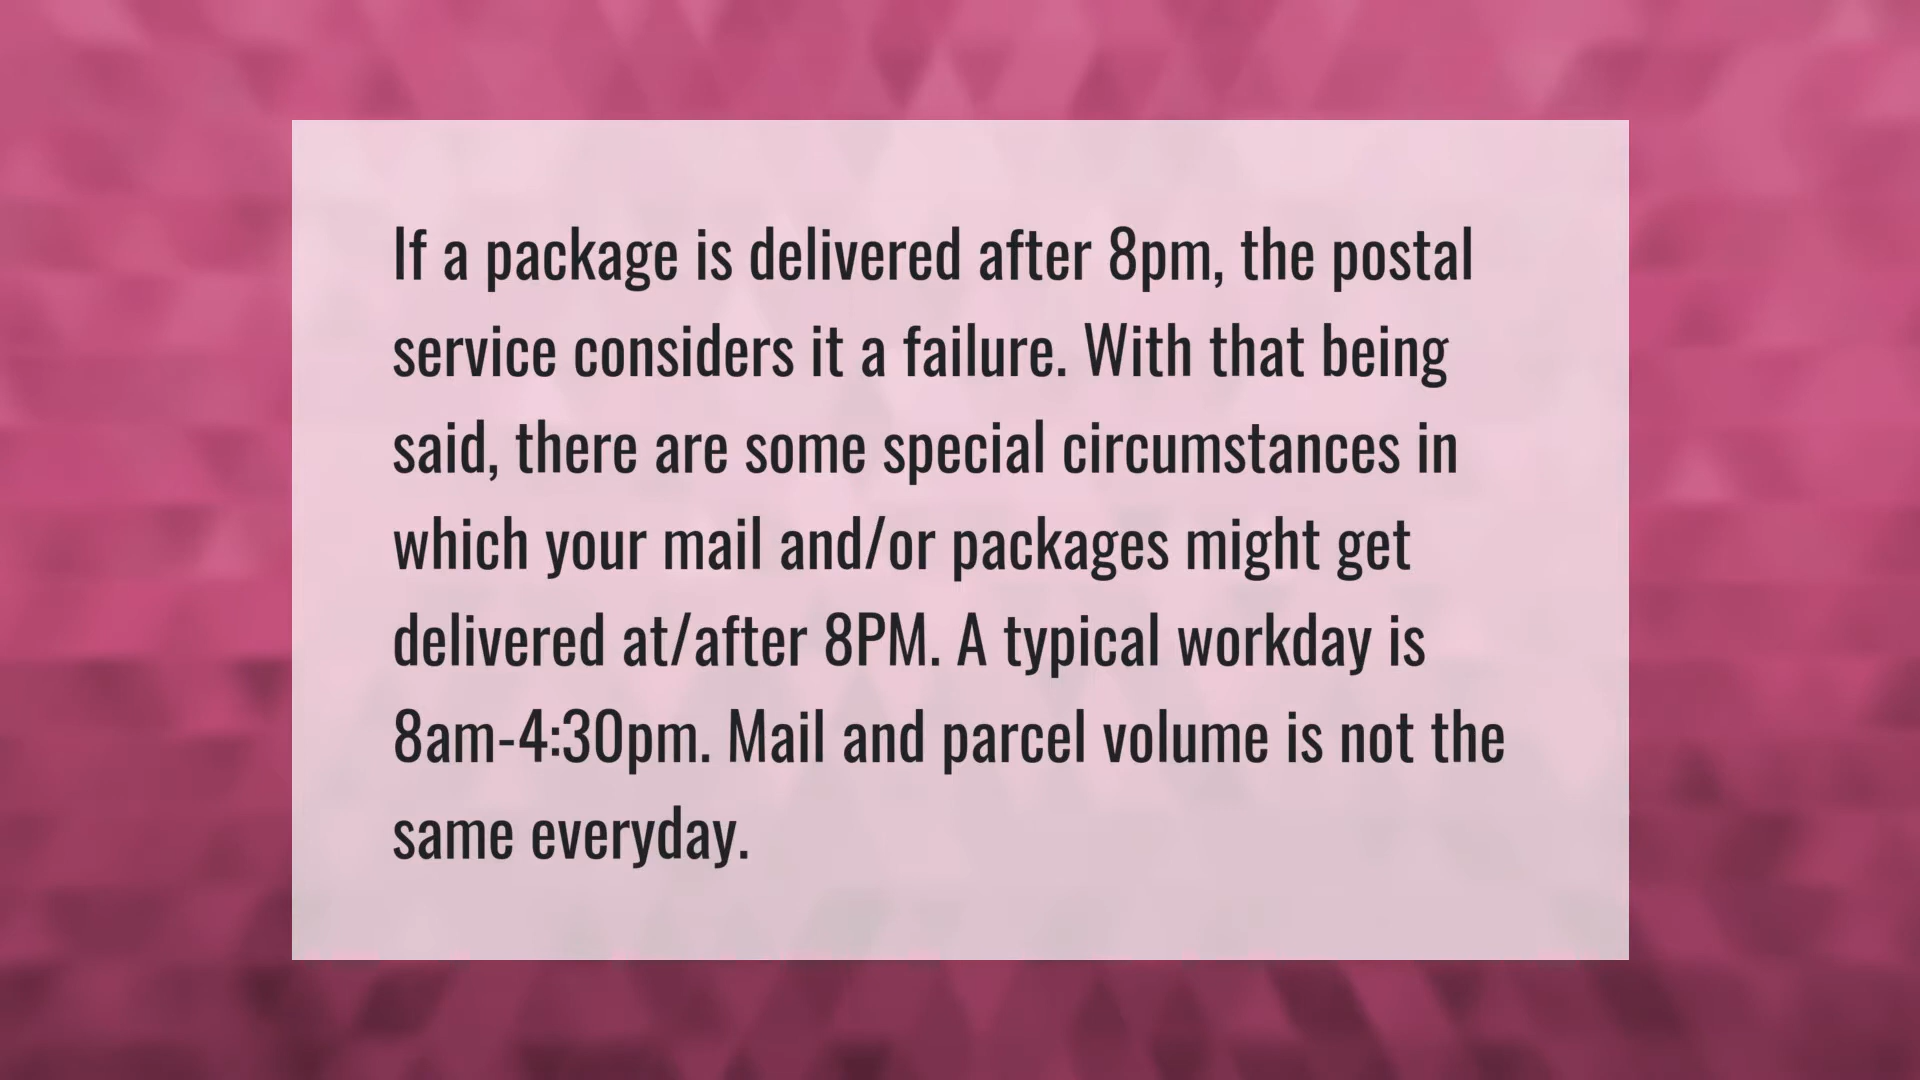 If a package is delivered after 8pm, the postal
service considers it a failure. With that being
said, there are some special circumstances in
which your mail and/or packages might get
delivered at/after 8PM. A typical workday is
8am-4:30pm. Mail and parcel volume is not the
same everyday.